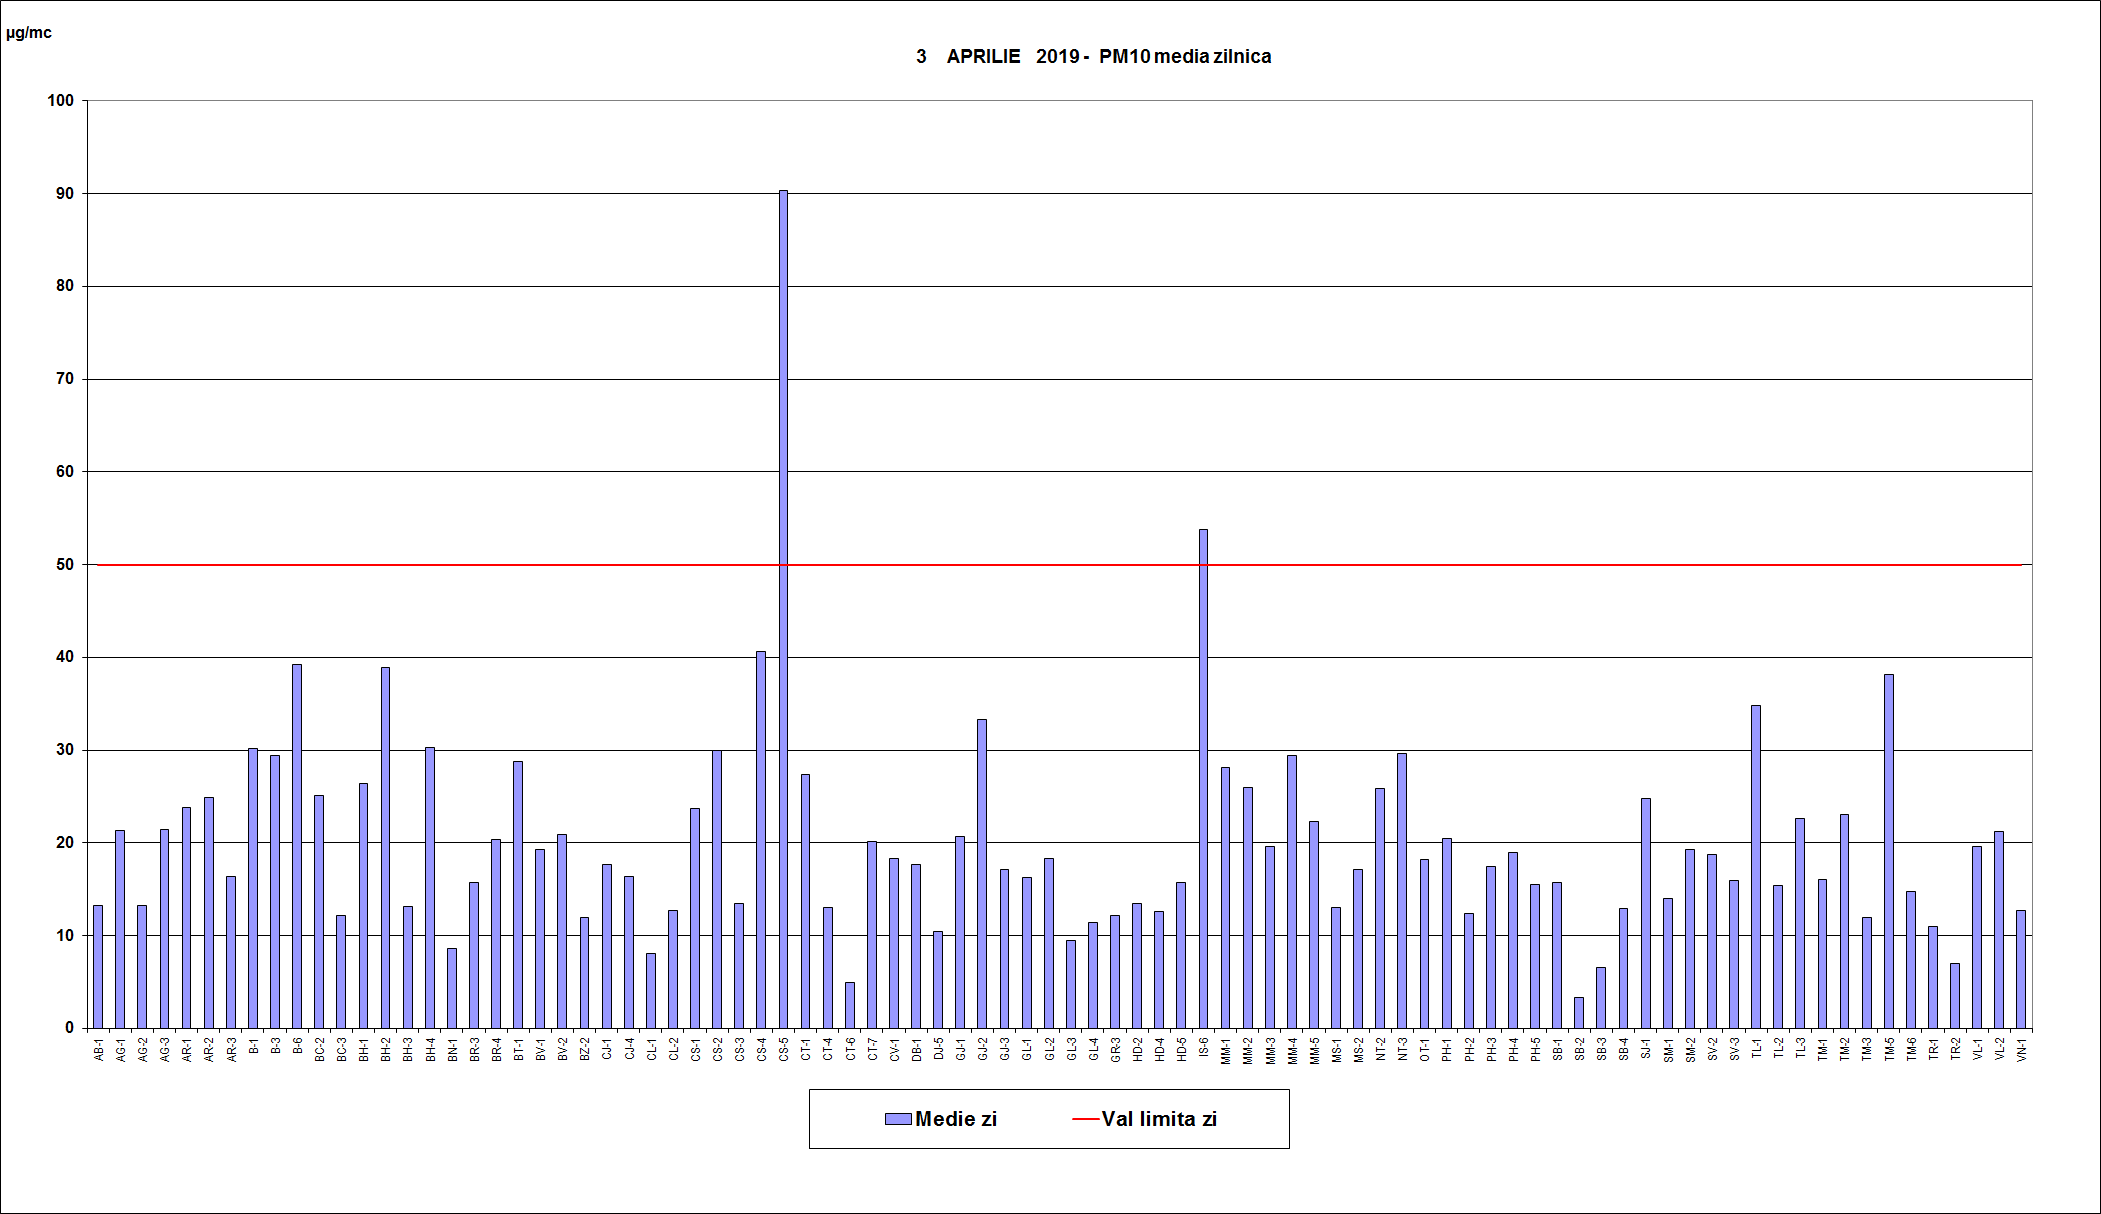 µg/mc
3 APRILIE 2019 - PM10 media zilnica
100
90
80
70
60
50
40
30
20
10
0
AB-1 AG-1 AG-2 AG-3 AR-1 AR-2 AR-3 B-1 B-3 B-6 BC-2 BC-3 BH-1 BH-2 BH-3 BH-4 BN-1 BR-3 BR-4 BT-1 BV-1 BV-2 BZ-2 CJ-1 CJ-4 CL-1 CL-2 CS-1 CS-2 CS-3 CS-4 CS-5 CT-1 CT-4 CT-6 CT-7 CV-1 DB-1 DJ-5 GJ-1 GJ-2 GJ-3 GL-1 GL-2 GL-3 GL-4 GR-3 HD-2 HD-4 HD-5 IS-6 MM-1 MM-2 MM-3 MM-4 MM-5 MS-1 MS-2 NT-2 NT-3 OT-1 PH-1 PH-2 PH-3 PH-4 PH-5 SB-1 SB-2 SB-3 SB-4 SJ-1 SM-1 SM-2 SV-2 SV-3 TL-1 TL-2 TL-3 TM-1 TM-2 TM-3 TM-5 TM-6 TR-1 TR-2 VL-1 VL-2 VN-1
Medie zi Val limita zi